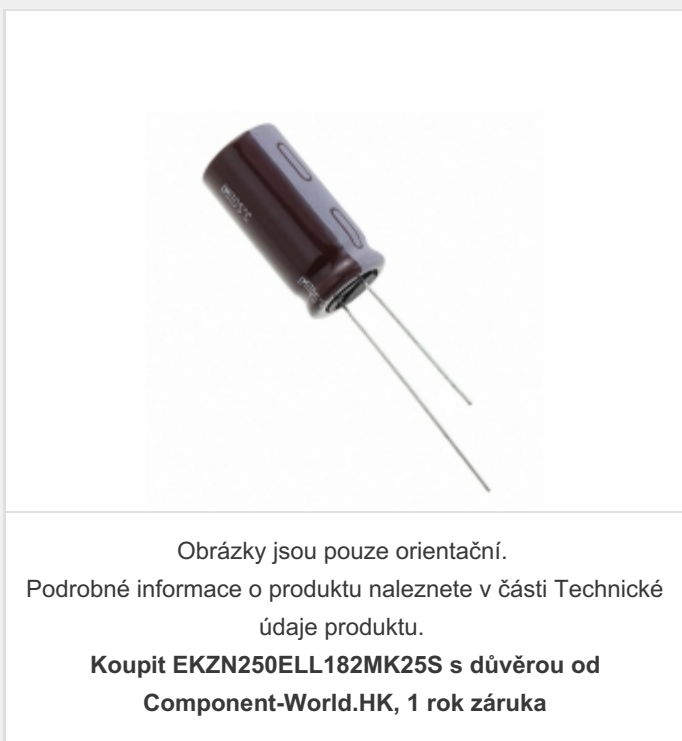 Obrázky jsou pouze orientační.
Podrobné informace o produktu naleznete v části Technické
údaje produktu.
Koupit EKZN250ELL182MK25S s důvěrou od
Component-World.HK, 1 rok záruka